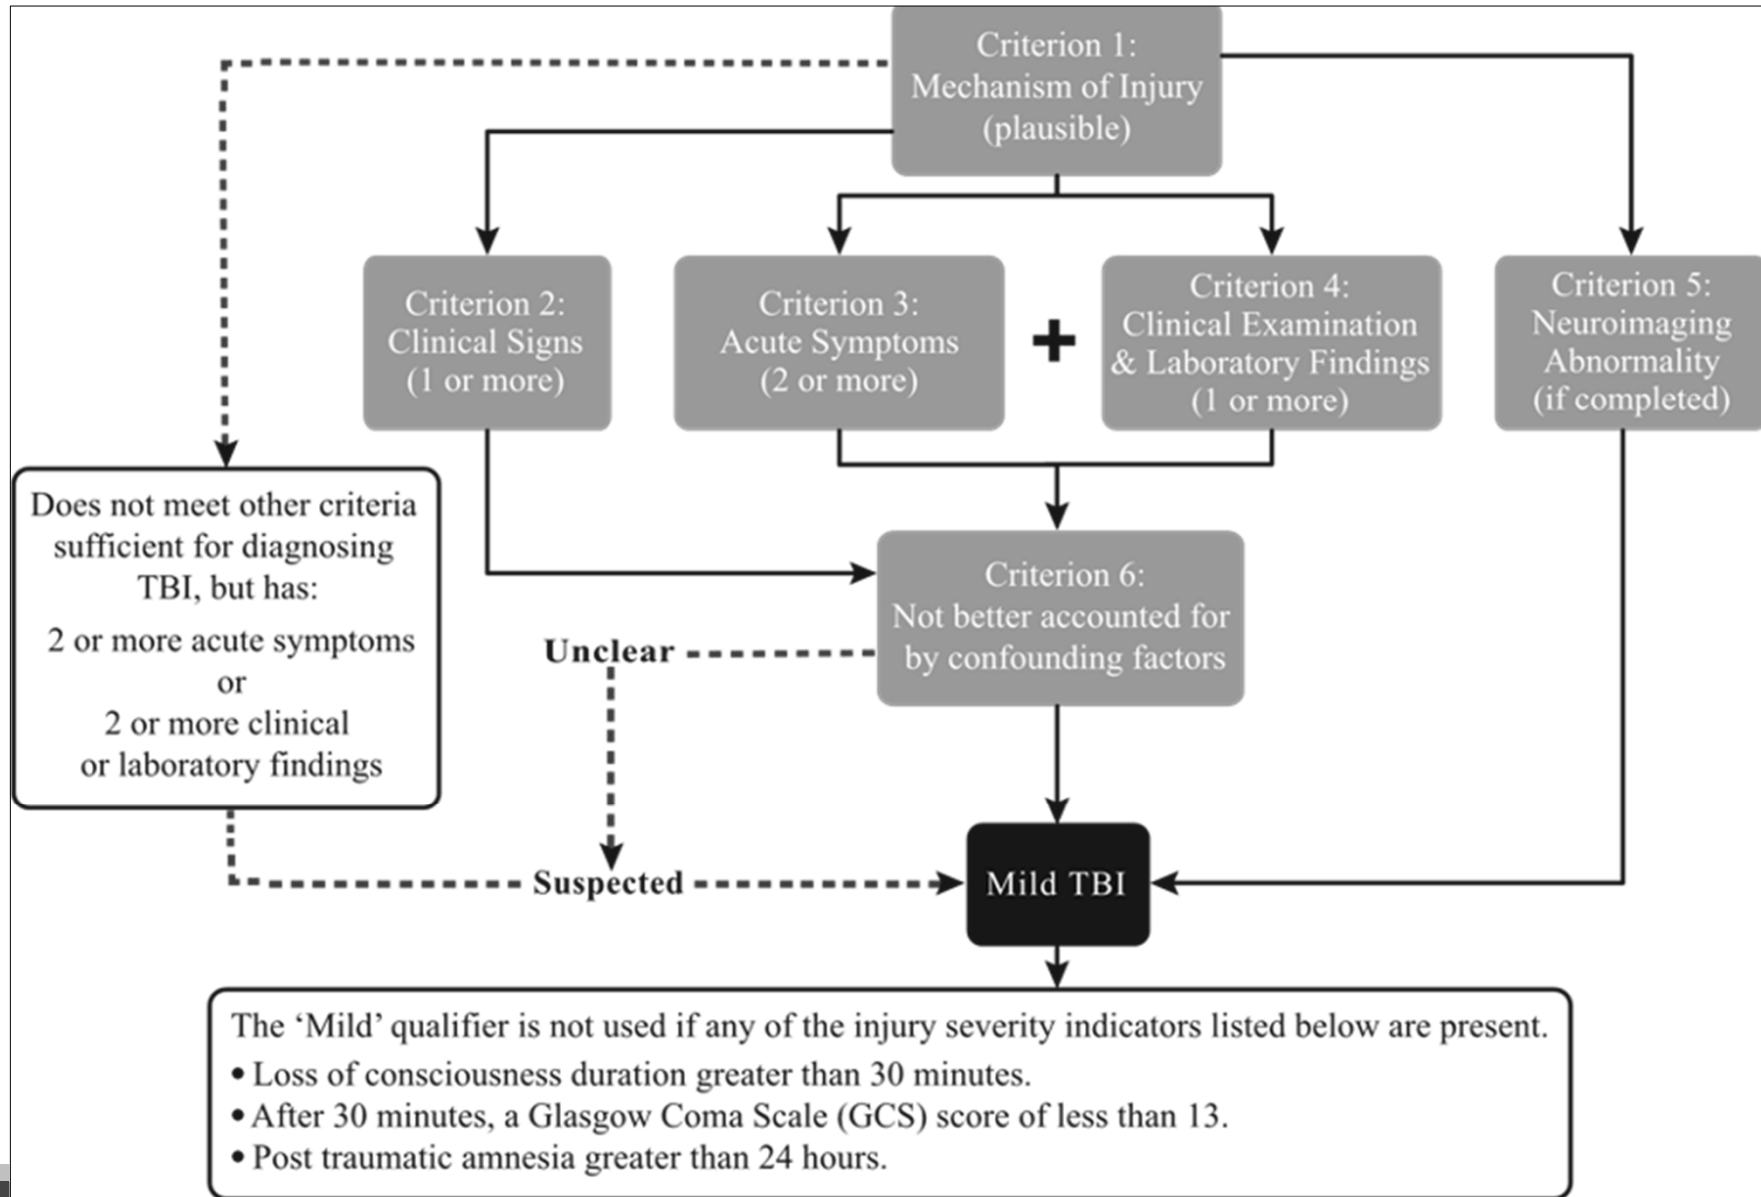 Criterion 1:
Mechanism of Injury
(plausible)
Criterion 2:
Clinical Signs
(1 or more)
Criterion 3:
Acute Symptoms
(2 or more)
+
Criterion 4:
Clinical Examination
& Laboratory Findings
(1 or more)
Criterion 5:
Neuroimaging
Abnormality
(if completed)
Does not meet other criteria
sufficient for diagnosing
TBI, but has:
2 or more acute symptoms
or
2 or more clinical
or laboratory findings
Criterion 6:
Not better accounted for
by confounding factors
Unclear
Suspected
Mild TBI
The ‘Mild’ qualifier is not used if any of the injury severity indicators listed below are present.
• Loss of consciousness duration greater than 30 minutes.
• After 30 minutes, a Glasgow Coma Scale (GCS) score of less than 13.
• Post traumatic amnesia greater than 24 hours.